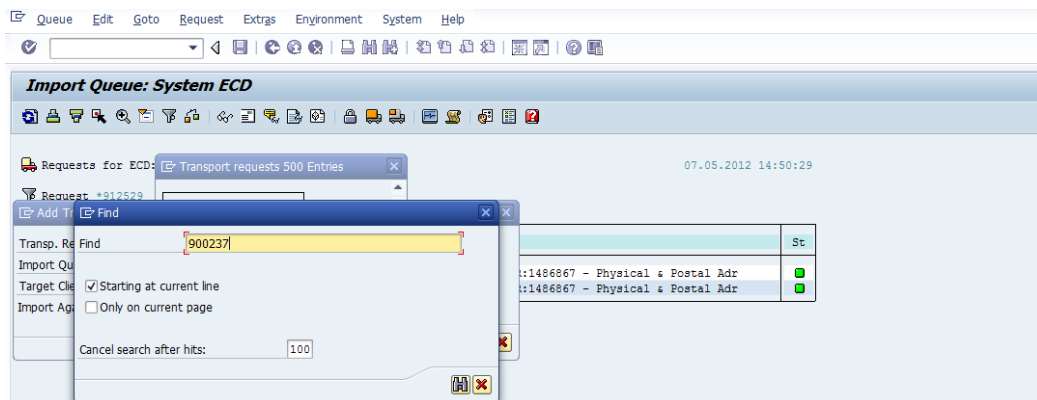 Queue Edit Goto Request Extras Environment System Help
Import Queue: System ECD
Requests for ECD:
Transport requests 500 Entries
07.05.2012 14:50:29
Request *912529
Add Tr
Find
Transp. Re
Find 900237
St
Import Qu
:1486867 - Physical & Postal Adr
Target Clie
Starting at current line
:1486867 - Physical & Postal Adr
Import Aga
Only on current page
Cancel search after hits: 100